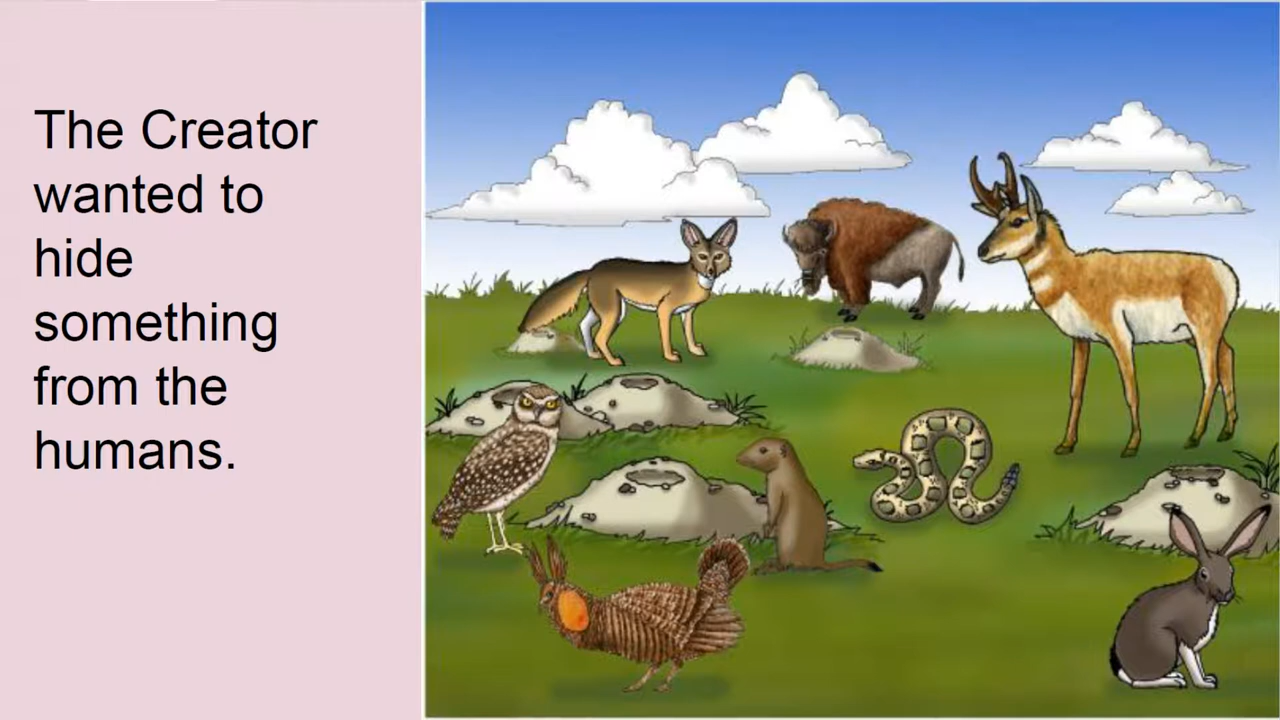 The Creator
wanted to
hide
something
from the
humans.